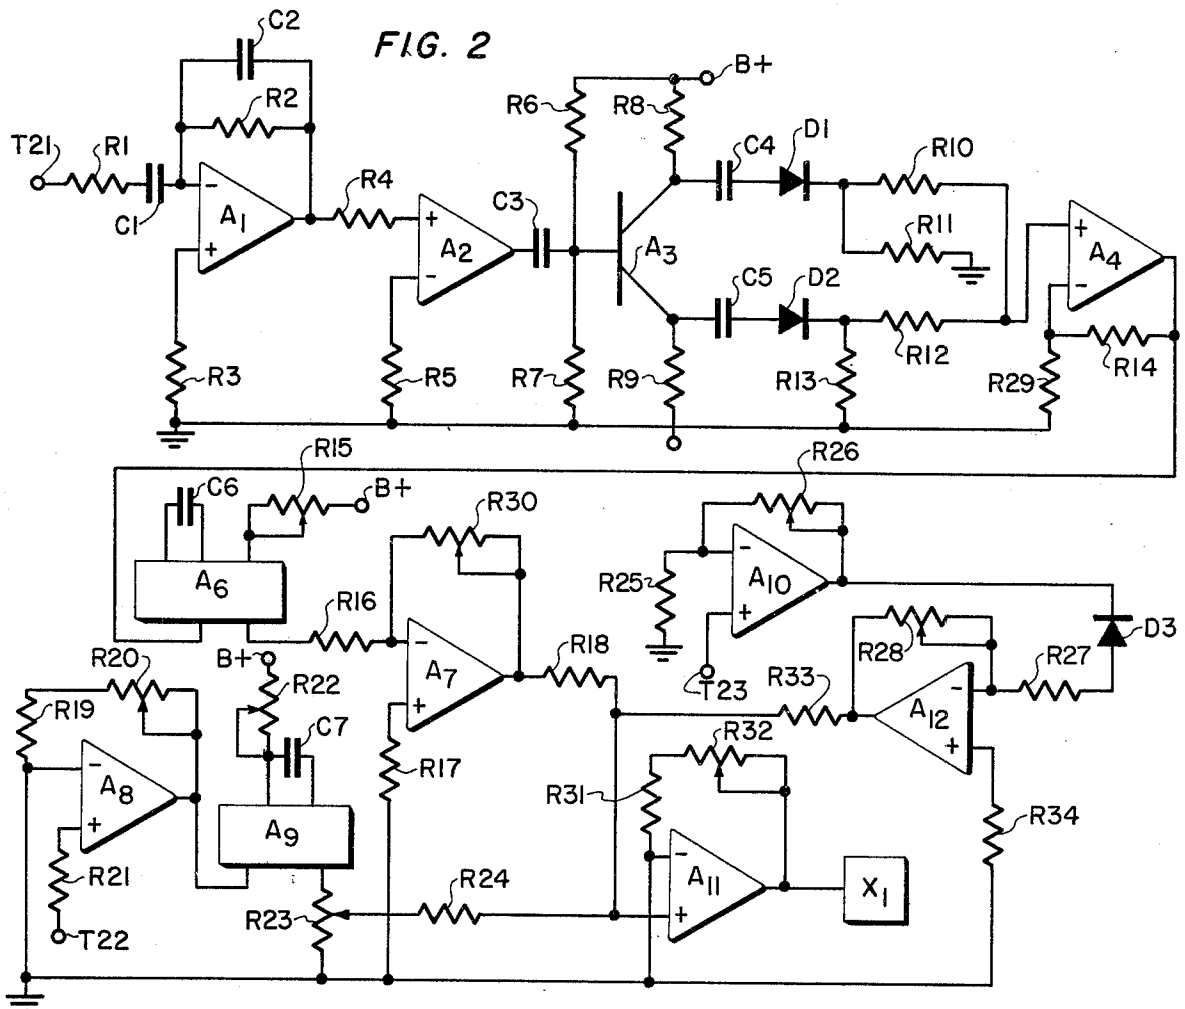 FIG. 2
C2
R2
T21
R1
C1
A1
R3
R4
A2
R5
C3
R6
R7
R8
B+
A3
R9
C4
D1
C5
D2
R10
R11
R12
R13
A4
R29
R14
C6
R15
B+
A6
R16
R30
A7
R17
R18
R26
R25
A10
T23
D3
R28
R27
A12
R33
R34
R20
R19
A8
R21
T22
B+
R22
C7
A9
R23
R24
R32
R31
A11
X1